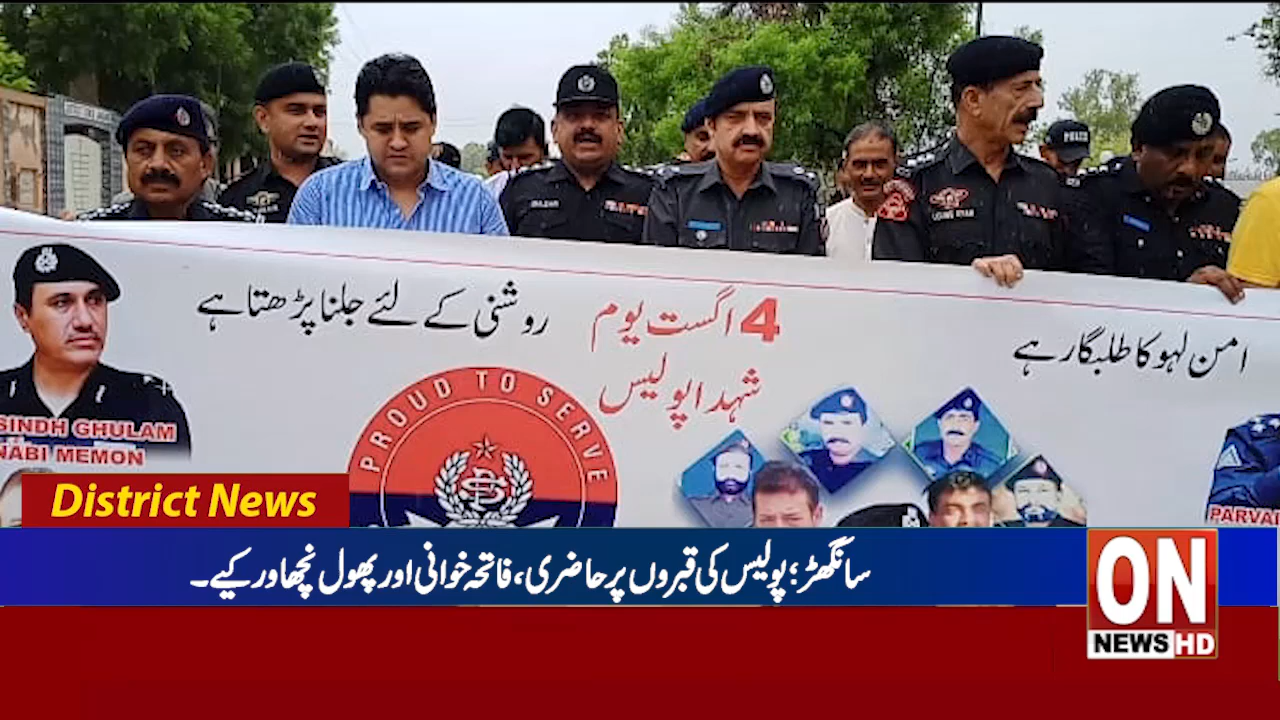 POLICE
امن لہو کا طلبگار ہے
4 اگست یوم
شہدا پولیس
روشنی کے لئے جلنا پڑھتا ہے
PROUD TO SERVE
SINDH GHULAM
NABI MEMON
District News
سانگھڑ؛ پولیس کی قبروں پر حاضری، فاتحہ خوانی اور پھول نچھاور کیے۔
ON
NEWS HD